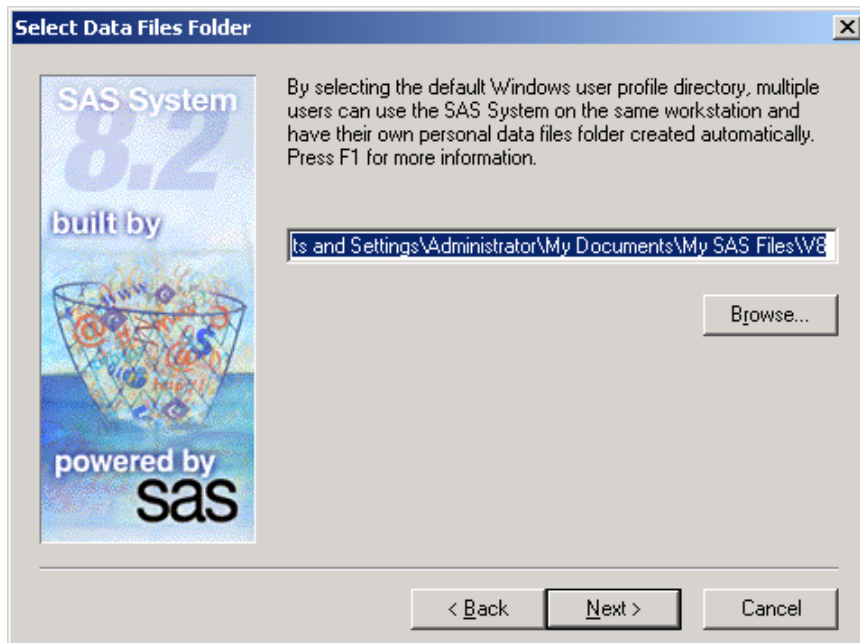 Select Data Files Folder
SAS System
8.2
built by
powered by
sas
By selecting the default Windows user profile directory, multiple
users can use the SAS System on the same workstation and
have their own personal data files folder created automatically.
Press F1 for more information.
ts and Settings\Administrator\My Documents\My SAS Files\V8
Browse...
< Back
Next >
Cancel